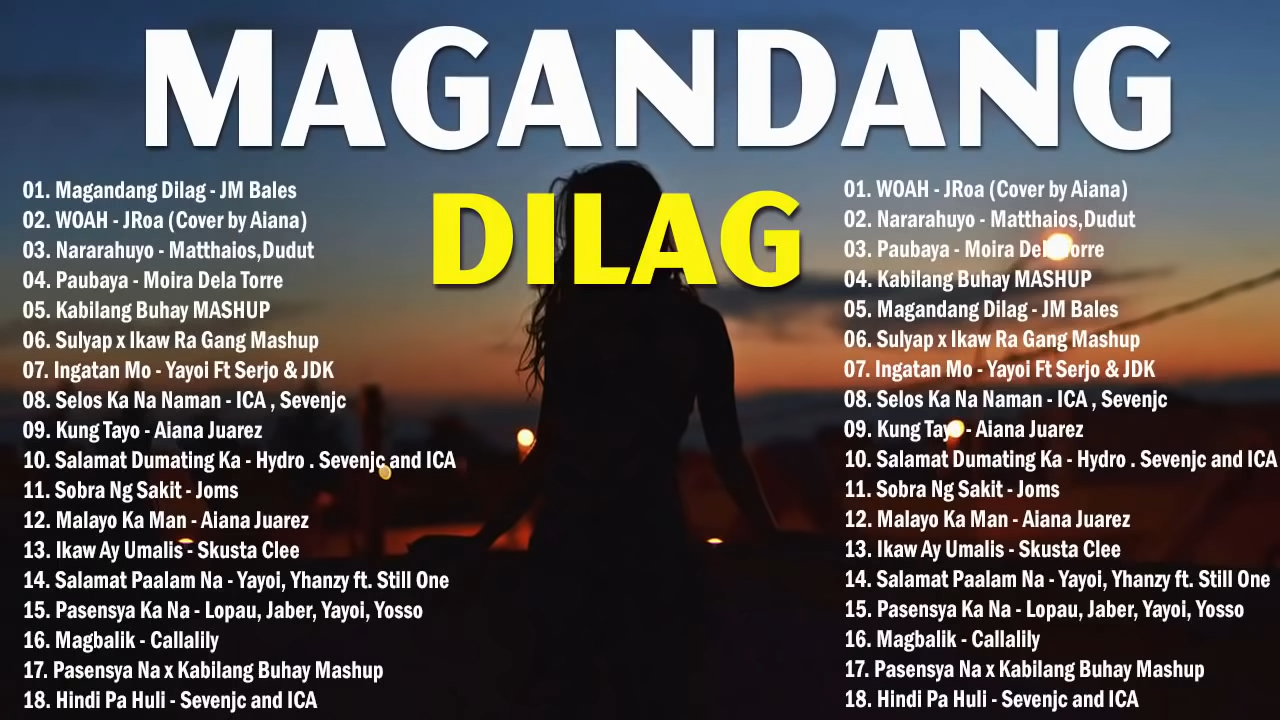 MAGANDANG
DILAG
01. Magandang Dilag - JM Bales
02. WOAH - JRoa (Cover by Aiana)
03. Nararahuyo - Matthaios,Dudut
04. Paubaya - Moira Dela Torre
05. Kabilang Buhay MASHUP
06. Sulyap x Ikaw Ra Gang Mashup
07. Ingatan Mo - Yayoi Ft Serjo & JDK
08. Selos Ka Na Naman - ICA , Sevenjc
09. Kung Tayo - Aiana Juarez
10. Salamat Dumating Ka - Hydro . Sevenjc and ICA
11. Sobra Ng Sakit - Joms
12. Malayo Ka Man - Aiana Juarez
13. Ikaw Ay Umalis - Skusta Clee
14. Salamat Paalam Na - Yayoi, Yhanzy ft. Still One
15. Pasensya Ka Na - Lopau, Jaber, Yayoi, Yosso
16. Magbalik - Callalily
17. Pasensya Na x Kabilang Buhay Mashup
18. Hindi Pa Huli - Sevenjc and ICA
01. WOAH - JRoa (Cover by Aiana)
02. Nararahuyo - Matthaios,Dudut
03. Paubaya - Moira Dela Torre
04. Kabilang Buhay MASHUP
05. Magandang Dilag - JM Bales
06. Sulyap x Ikaw Ra Gang Mashup
07. Ingatan Mo - Yayoi Ft Serjo & JDK
08. Selos Ka Na Naman - ICA , Sevenjc
09. Kung Tayo - Aiana Juarez
10. Salamat Dumating Ka - Hydro . Sevenjc and ICA
11. Sobra Ng Sakit - Joms
12. Malayo Ka Man - Aiana Juarez
13. Ikaw Ay Umalis - Skusta Clee
14. Salamat Paalam Na - Yayoi, Yhanzy ft. Still One
15. Pasensya Ka Na - Lopau, Jaber, Yayoi, Yosso
16. Magbalik - Callalily
17. Pasensya Na x Kabilang Buhay Mashup
18. Hindi Pa Huli - Sevenjc and ICA